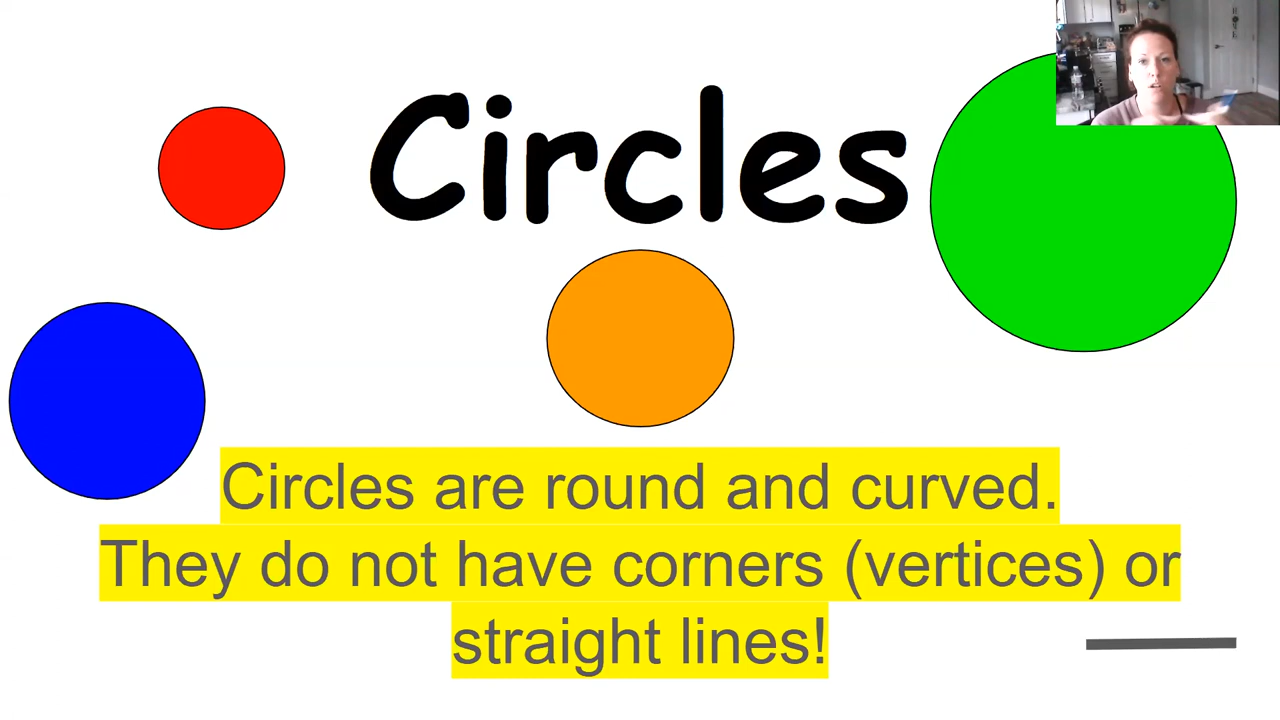 Circles
Circles are round and curved.
They do not have corners (vertices) or
straight lines!